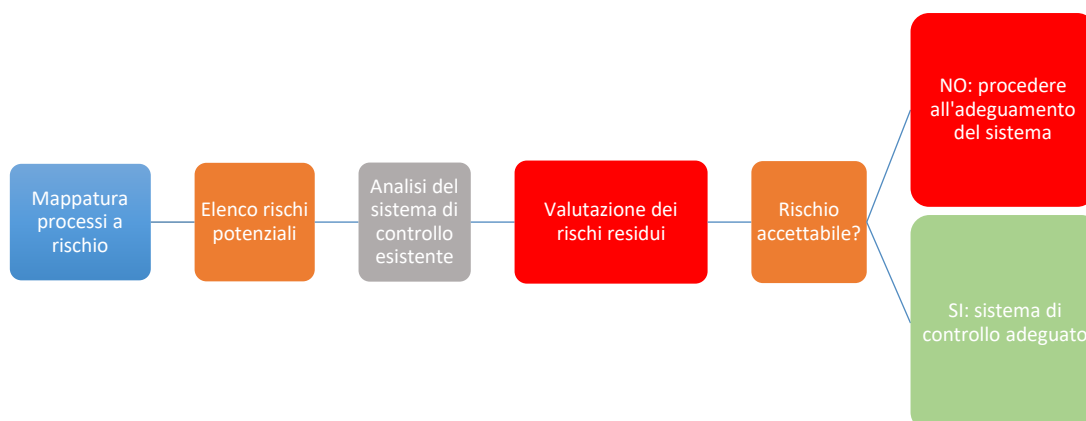 Mappatura
processi a
rischio
Elenco rischi
potenziali
Analisi del
sistema di
controllo
esistente
Valutazione dei
rischi residui
Rischio
accettabile?
NO: procedere
all'adeguamento
del sistema
SI: sistema di
controllo adeguato